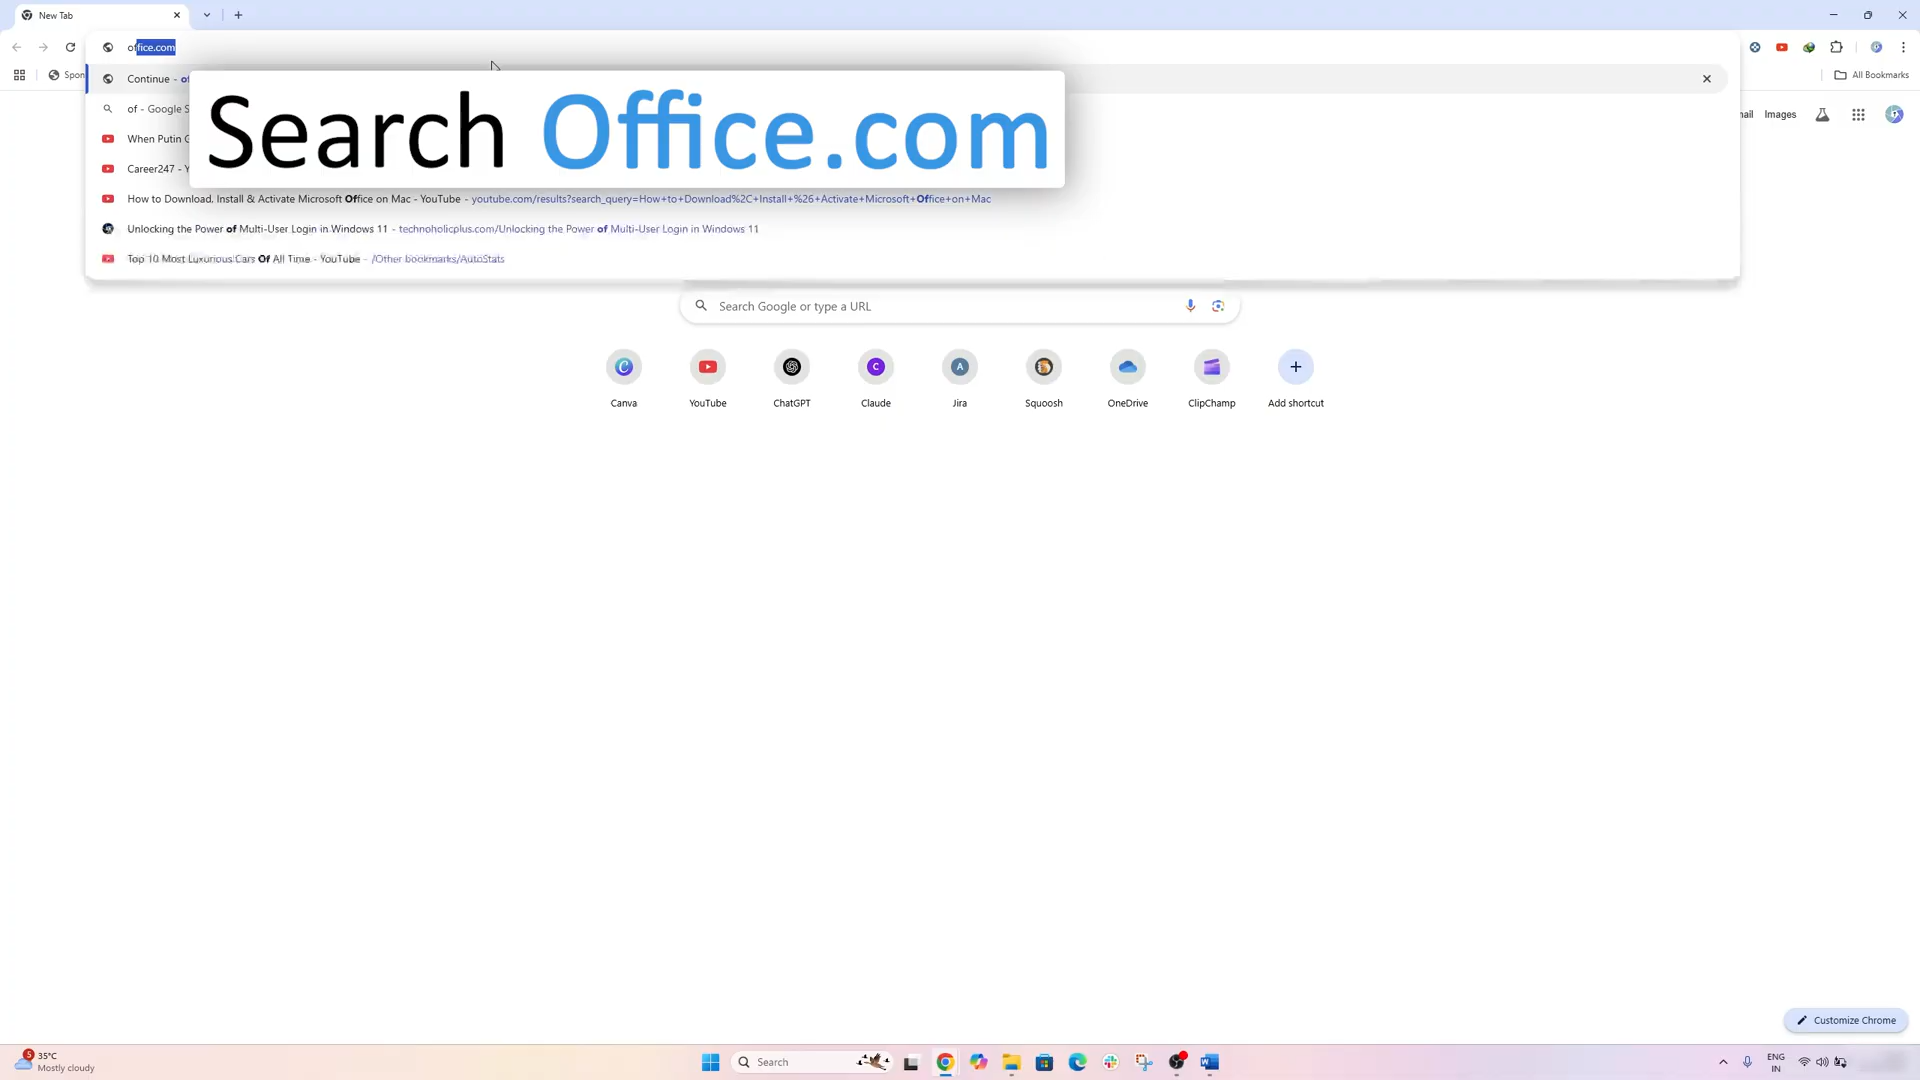 New Tab
office.com
Continue - of
Spon
All Bookmarks
of - Google S
Search Office.com
Images
When Putin G
Career247 - Y
How to Download, Install & Activate Microsoft Office on Mac - YouTube - youtube.com/results?search_query=How+to+Download%2C+Install+%26+Activate+Microsoft+Office+on+Mac
Unlocking the Power of Multi-User Login in Windows 11 - technoholicplus.com/Unlocking the Power of Multi-User Login in Windows 11
Top 10 Most Luxurious Cars Of All Time - YouTube - /Other bookmarks/AutoStats
Search Google or type a URL
C
A
Canva
YouTube
ChatGPT
Claude
Jira
Squoosh
OneDrive
ClipChamp
Add shortcut
Customize Chrome
5
35°C
Mostly cloudy
Search
ENG
IN